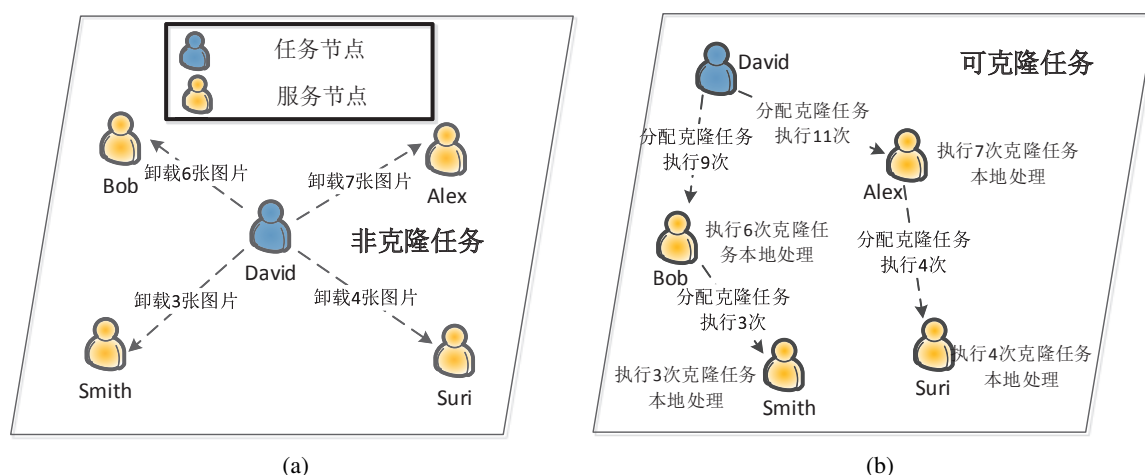 任务节点
服务节点
Bob
卸载6张图片
卸载7张图片
Alex
David
非克隆任务
卸载3张图片
卸载4张图片
Smith
Suri
(a)
David
可克隆任务
分配克隆任务
执行11次
分配克隆任务
执行9次
Alex
执行7次克隆任务
本地处理
Bob
执行6次克隆任
务本地处理
分配克隆任务
执行4次
分配克隆任务
执行3次
执行3次克隆任务
本地处理
Smith
Suri
执行4次克隆任务
本地处理
(b)